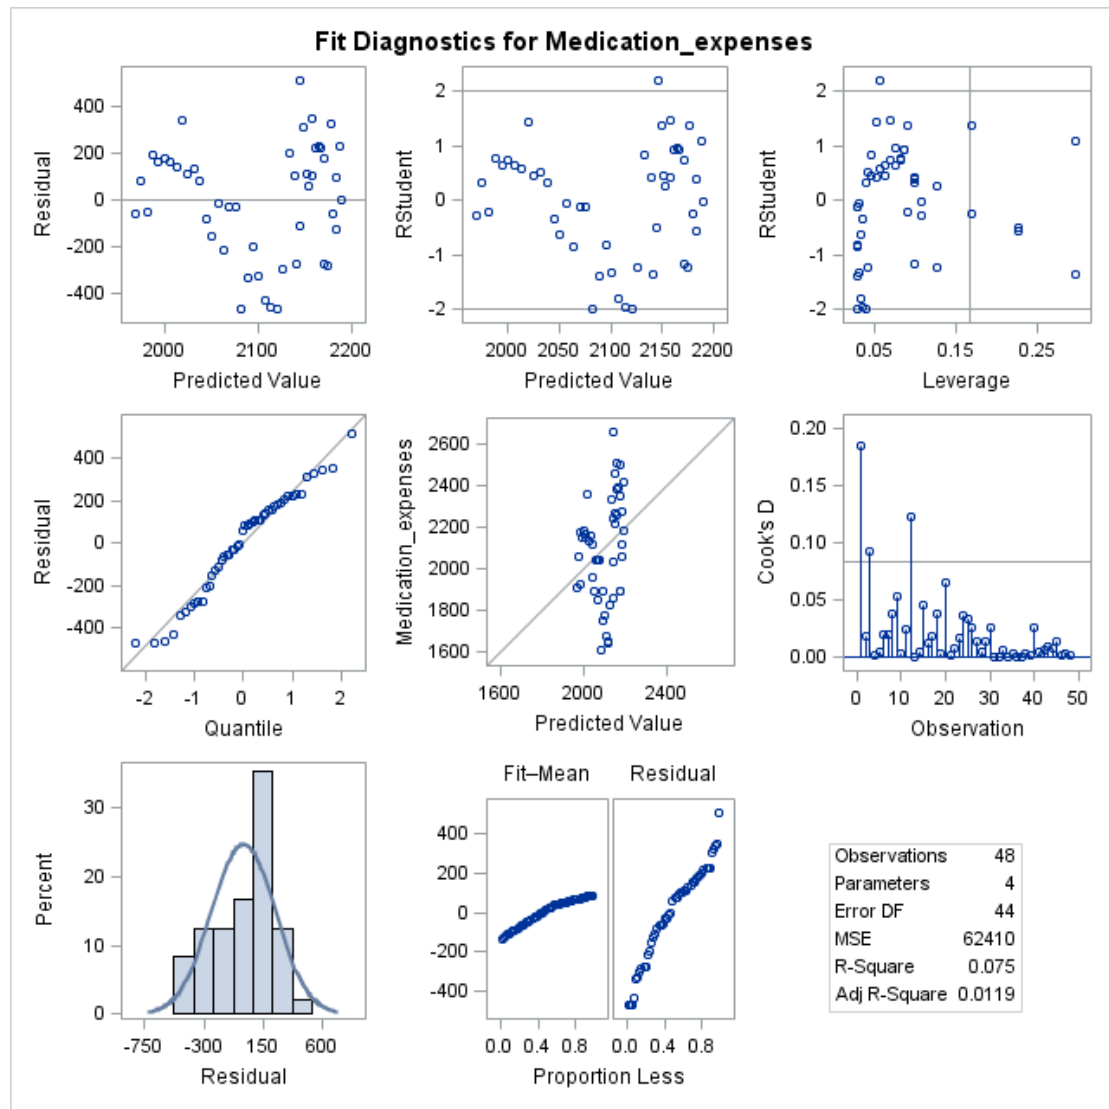 Fit Diagnostics for Medication_expenses
Residual
400
200
0
-200
-400
2000 2100 2200
Predicted Value
RStudent
2
1
0
-1
-2
2000 2050 2100 2150 2200
Predicted Value
RStudent
2
1
0
-1
-2
0.05 0.15 0.25
Leverage
Residual
400
200
0
-200
-400
-2 -1 0 1 2
Quantile
Medication_expenses
2600
2400
2200
2000
1800
1600
1600 2000 2400
Predicted Value
Cook's D
0.20
0.15
0.10
0.05
0.00
0 10 20 30 40 50
Observation
Percent
30
20
10
0
-750 -300 150 600
Residual
Fit–Mean Residual
400
200
0
-200
-400
0.0 0.4 0.8 0.0 0.4 0.8
Proportion Less
Observations 48
Parameters 4
Error DF 44
MSE 62410
R-Square 0.075
Adj R-Square 0.0119